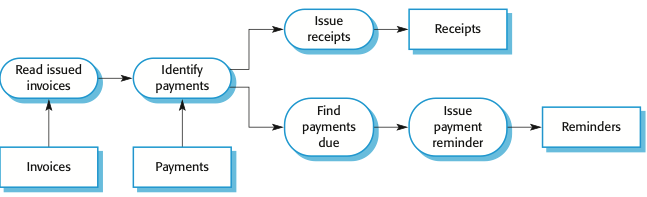 Issue
receipts
Receipts
Read issued
invoices
Identify
payments
Find
payments
due
Issue
payment
reminder
Reminders
Invoices
Payments